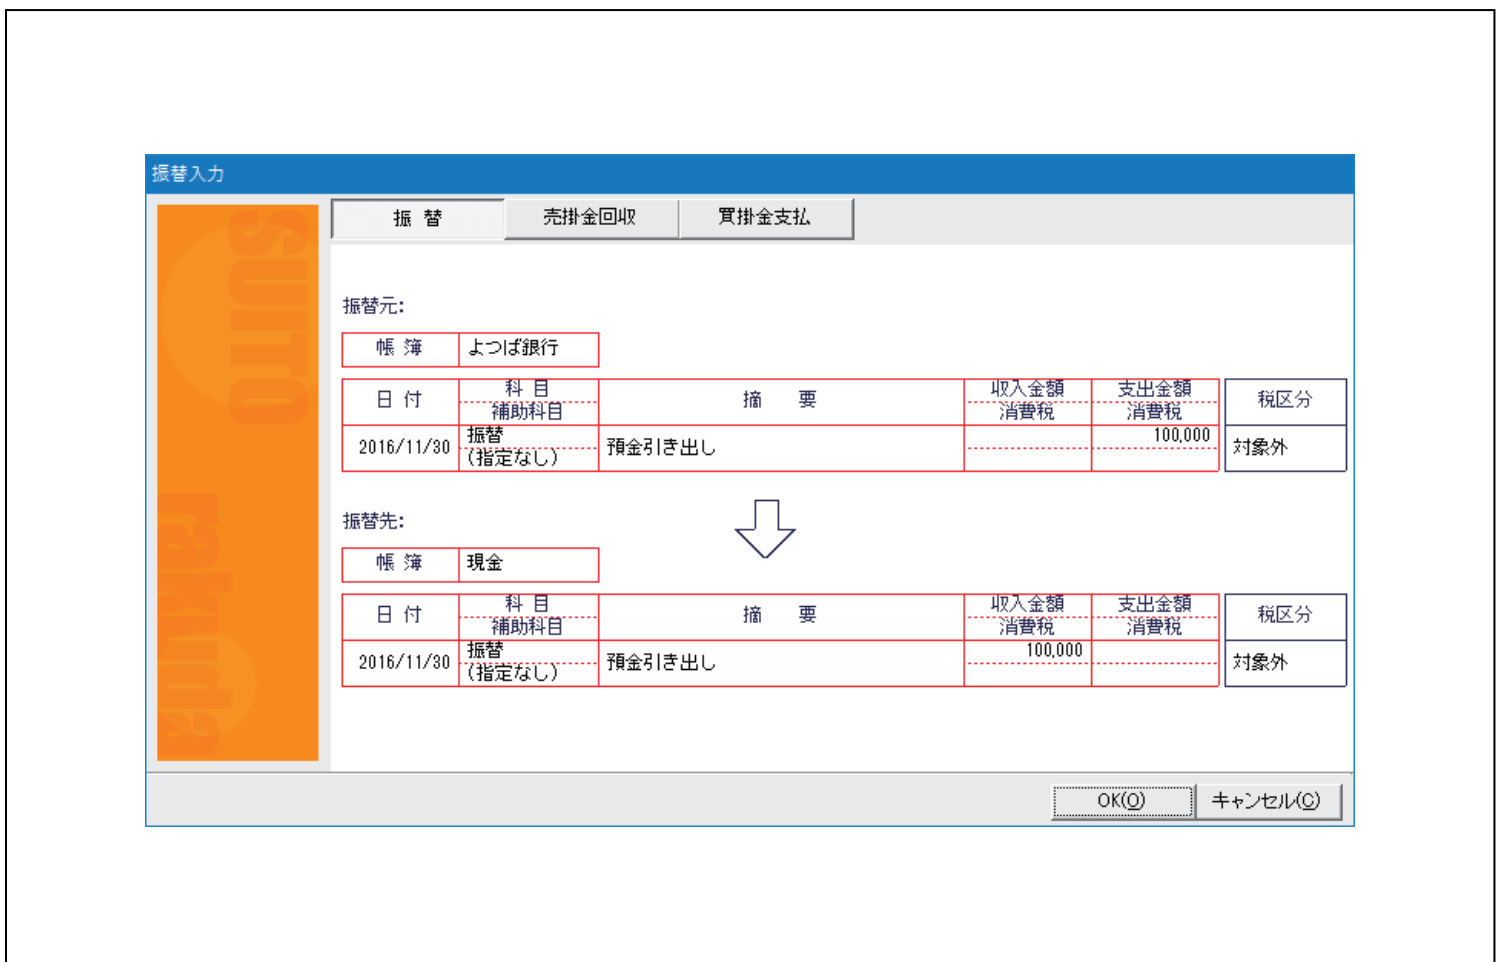 振替入力
振 替 売掛金回収 買掛金支払
振替元:
帳 簿 よつば銀行
日 付 科 目 摘 要 収入金額 支出金額 税区分
補助科目 消費税 消費税
2016/11/30 振替 預金引き出し 100,000 対象外
(指定なし)
振替先:
帳 簿 現金
日 付 科 目 摘 要 収入金額 支出金額 税区分
補助科目 消費税 消費税
2016/11/30 振替 預金引き出し 100,000 対象外
(指定なし)
SUITO
rakuda
OK(O) キャンセル(C)